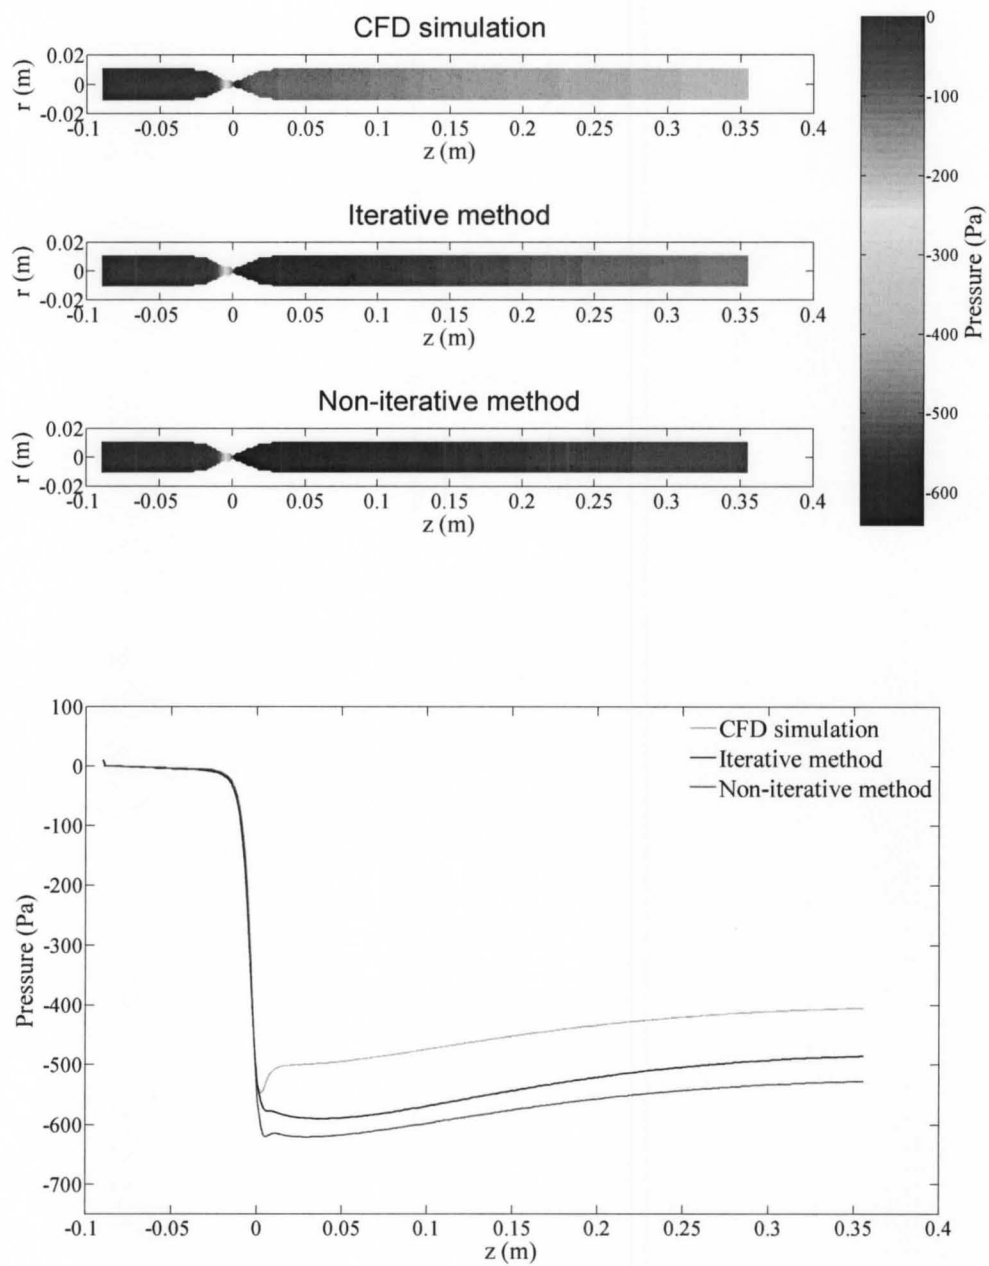 CFD simulation
0.02
0
-0.02
r (m)
-0.1 -0.05 0 0.05 0.1 0.15 0.2 0.25 0.3 0.35 0.4
z (m)
Iterative method
0.02
0
-0.02
r (m)
-0.1 -0.05 0 0.05 0.1 0.15 0.2 0.25 0.3 0.35 0.4
z (m)
Non-iterative method
0.02
0
-0.02
r (m)
-0.1 -0.05 0 0.05 0.1 0.15 0.2 0.25 0.3 0.35 0.4
z (m)
0
-100
-200
-300
-400
-500
-600
Pressure (Pa)
100
0
-100
-200
-300
-400
-500
-600
-700
Pressure (Pa)
CFD simulation
Iterative method
Non-iterative method
-0.1 -0.05 0 0.05 0.1 0.15 0.2 0.25 0.3 0.35 0.4
z (m)